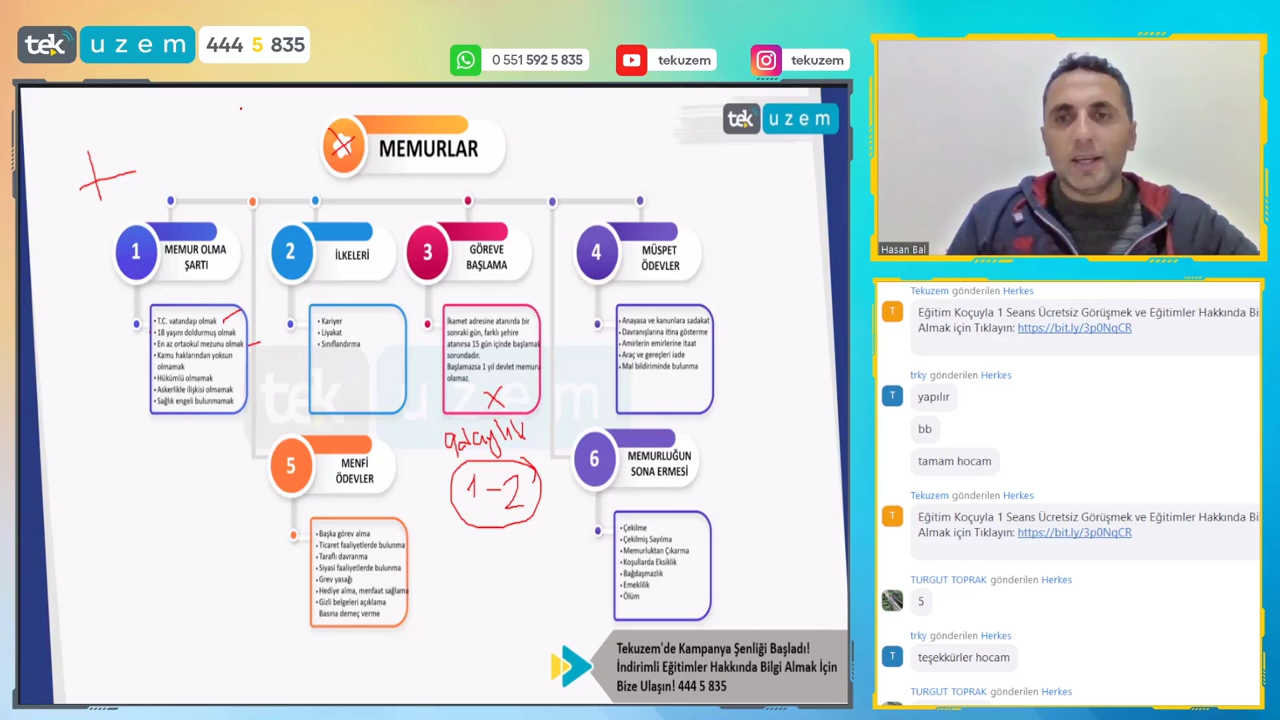 tek uzem 444 5 835
0 551 592 5 835
tekuzem
tekuzem
tek uzem
MEMURLAR
1 MEMUR OLMA
ŞARTI
• T.C. vatandaşı olmak
• 18 yaşını doldurmuş olmak
• En az ortaokul mezunu olmak
• Kamu haklarından yoksun
olmamak
• Hükümlü olmamak
• Askerlikle ilişkisi olmamak
• Sağlık engeli bulunmamak
2 İLKELERİ
• Kariyer
• Liyakat
• Sınıflandırma
3 GÖREVE
BAŞLAMA
İkamet adresine atanırda bir
sonraki gün, farklı şehire
atanırsa 15 gün içinde başlamak
sorundadır.
Başlamazsa 1 yıl devlet memuru
olamaz.
4 MÜSPET
ÖDEVLER
• Anayasa ve kanunlara sadakat
• Davranışlarına itina gösterme
• Amirlerin emirlerine itaat
• Araç ve gereçleri iade
• Mal bildiriminde bulunma
tek uzem
1-2
5 MENFİ
ÖDEVLER
• Başka görev alma
• Ticaret faaliyetlerde bulunma
• Taraflı davranma
• Siyasi faaliyetlerde bulunma
• Grev yasağı
• Hediye alma, menfaat sağlama
• Gizli belgeleri açıklama
Basına demeç verme
6 MEMURLUĞUN
SONA ERMESİ
• Çekilme
• Çekilmiş Sayılma
• Memurluktan Çıkarma
• Koşullarda Eksiklik
• Bağdaşmazlık
• Emeklilik
• Ölüm
Tekuzem'de Kampanya Şenliği Başladı!
İndirimli Eğitimler Hakkında Bilgi Almak İçin
Bize Ulaşın! 444 5 835
Hasan Bal
Tekuzem gönderilen Herkes
T
Eğitim Koçuyla 1 Seans Ücretsiz Görüşmek ve Eğitimler Hakkında Bi
Almak için Tıklayın: https://bit.ly/3p0NqCR
trky gönderilen Herkes
T
yapılır
bb
tamam hocam
Tekuzem gönderilen Herkes
T
Eğitim Koçuyla 1 Seans Ücretsiz Görüşmek ve Eğitimler Hakkında Bi
Almak için Tıklayın: https://bit.ly/3p0NqCR
TURGUT TOPRAK gönderilen Herkes
5
trky gönderilen Herkes
T
teşekkürler hocam
TURGUT TOPRAK gönderilen Herkes